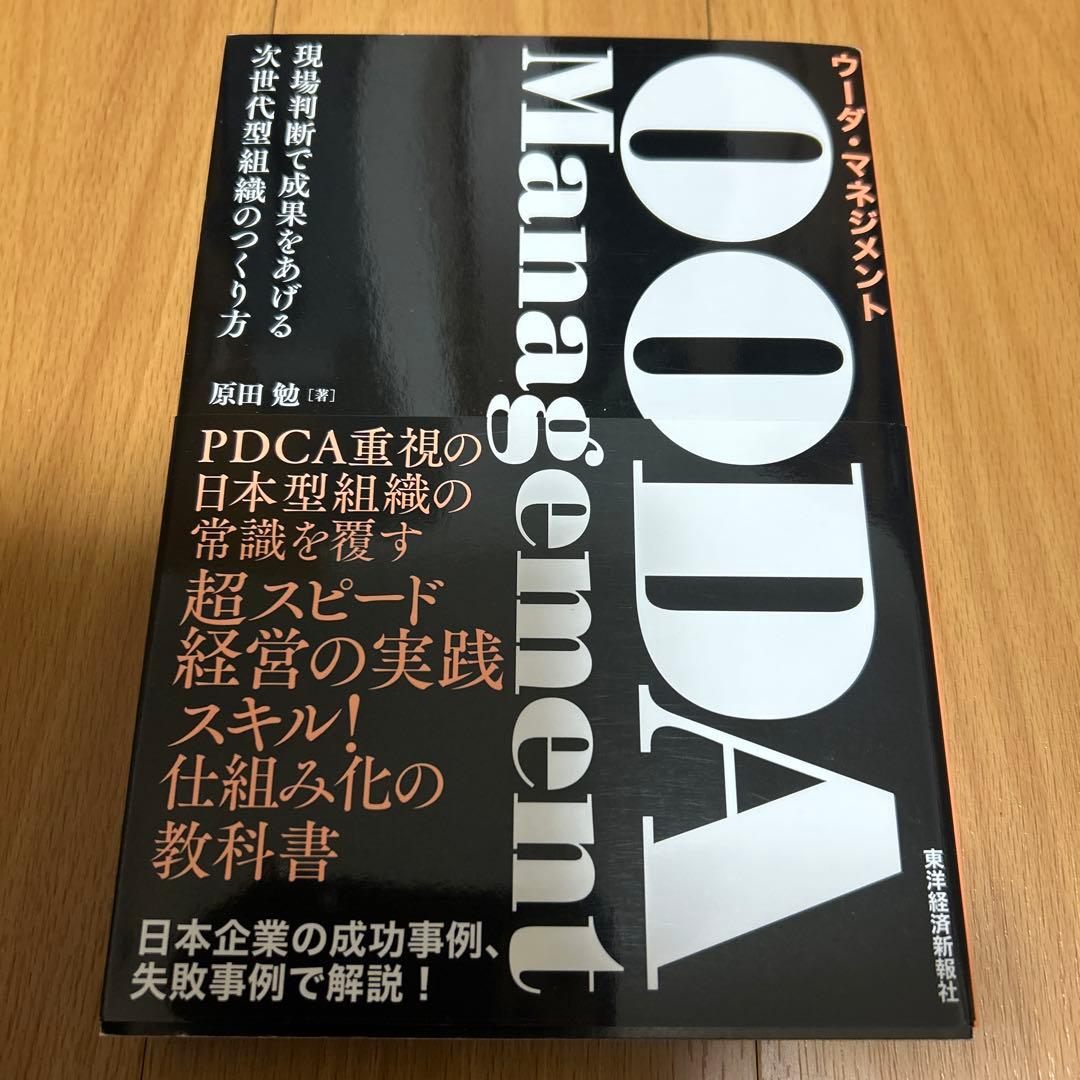 ウーダ・マネジメント
OODA
Management
現場判断で成果をあげる
次世代型組織のつくり方
原田 勉［著］
PDCA重視の
日本型組織の
常識を覆す
超スピード
経営の実践
スキル！
仕組み化の
教科書
日本企業の成功事例、
失敗事例で解説！
東洋経済新報社